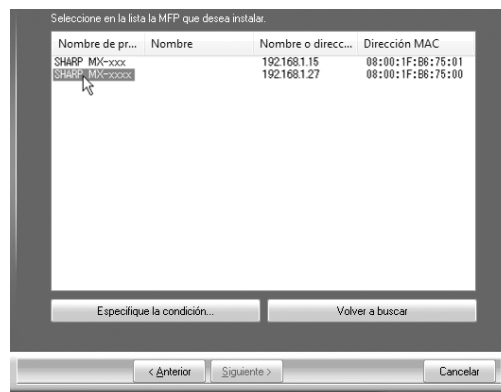 Seleccione en la lista la MFP que desea instalar.
Nombre de pr... Nombre Nombre o direcc... Dirección MAC
SHARP MX-xxx 192.168.1.15 08:00:1F:B6:75:01
SHARP MX-xxxx 192.168.1.27 08:00:1F:B6:75:00
Especifique la condición... Volver a buscar
< Anterior Siguiente > Cancelar